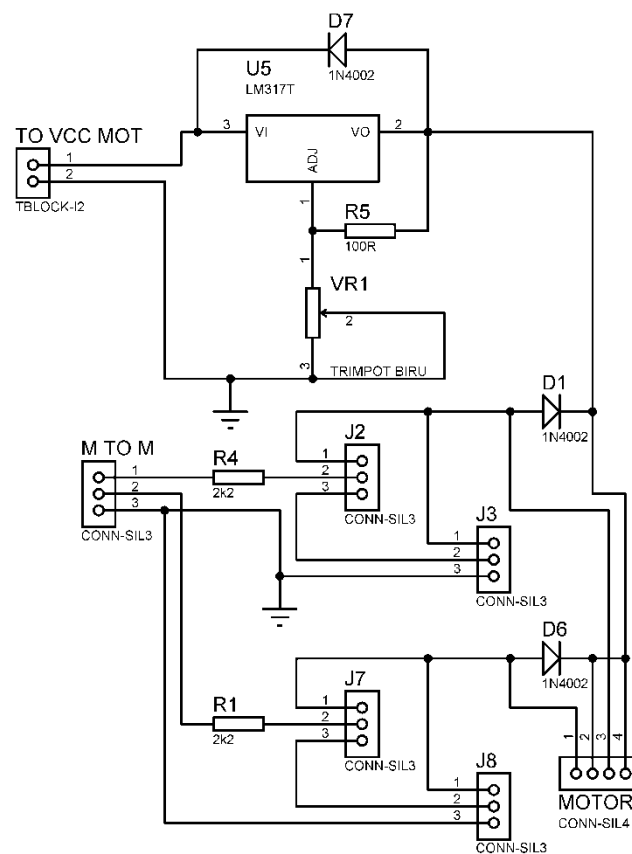 D7
1N4002
U5
LM317T
3 VI VO 2
ADJ
1
TO VCC MOT
1
2
TBLOCK-I2
R5
100R
1
VR1
2
3
TRIMPOT BIRU
D1
1N4002
J2
1
2
3
CONN-SIL3
M TO M
1
2
3
CONN-SIL3
R4
2k2
J3
1
2
3
CONN-SIL3
D6
1N4002
J7
1
2
3
CONN-SIL3
R1
2k2
J8
1
2
3
CONN-SIL3
1 2 3 4
MOTOR
CONN-SIL4